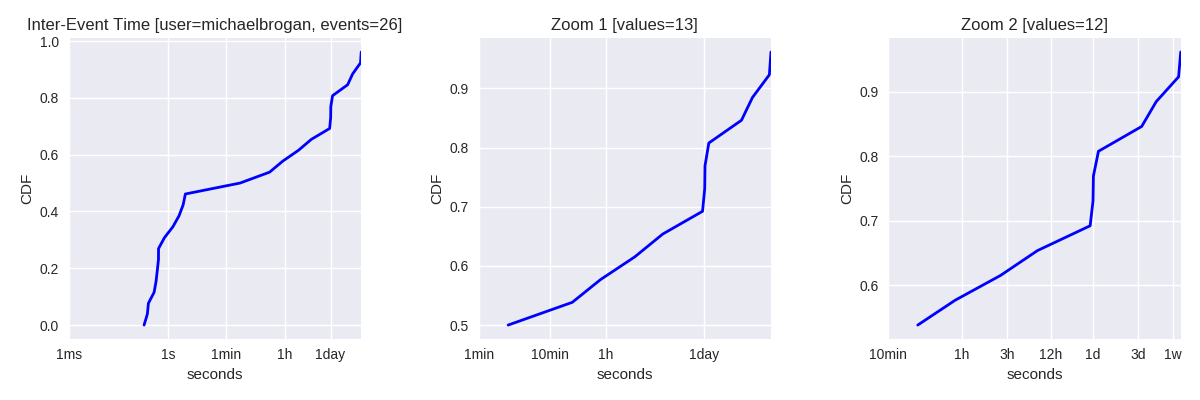 Inter-Event Time [user=michaelbrogan, events=26]
CDF
1.0
0.8
0.6
0.4
0.2
0.0
1ms 1s 1min 1h 1day
seconds
Zoom 1 [values=13]
CDF
0.9
0.8
0.7
0.6
0.5
1min 10min 1h 1day
seconds
Zoom 2 [values=12]
CDF
0.9
0.8
0.7
0.6
10min 1h 3h 12h 1d 3d 1w
seconds